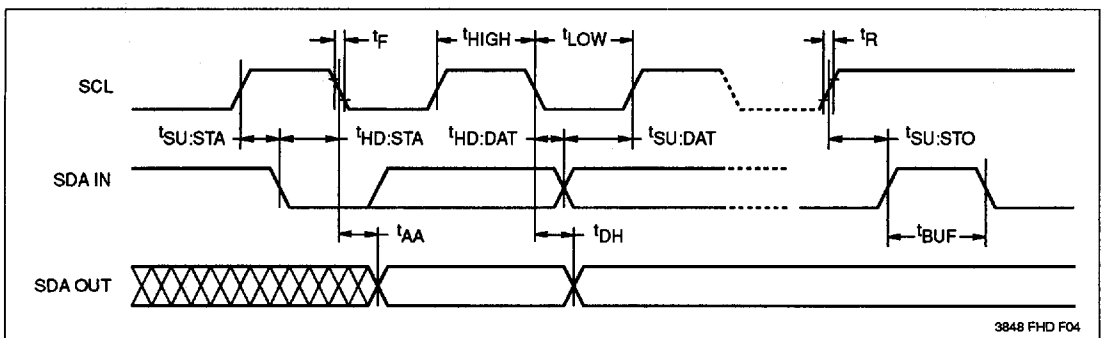 tF tHIGH tLOW tR
SCL
tSU:STA tHD:STA tHD:DAT tSU:DAT tSU:STO
SDA IN
tAA tDH tBUF
SDA OUT
3848 FHD F04